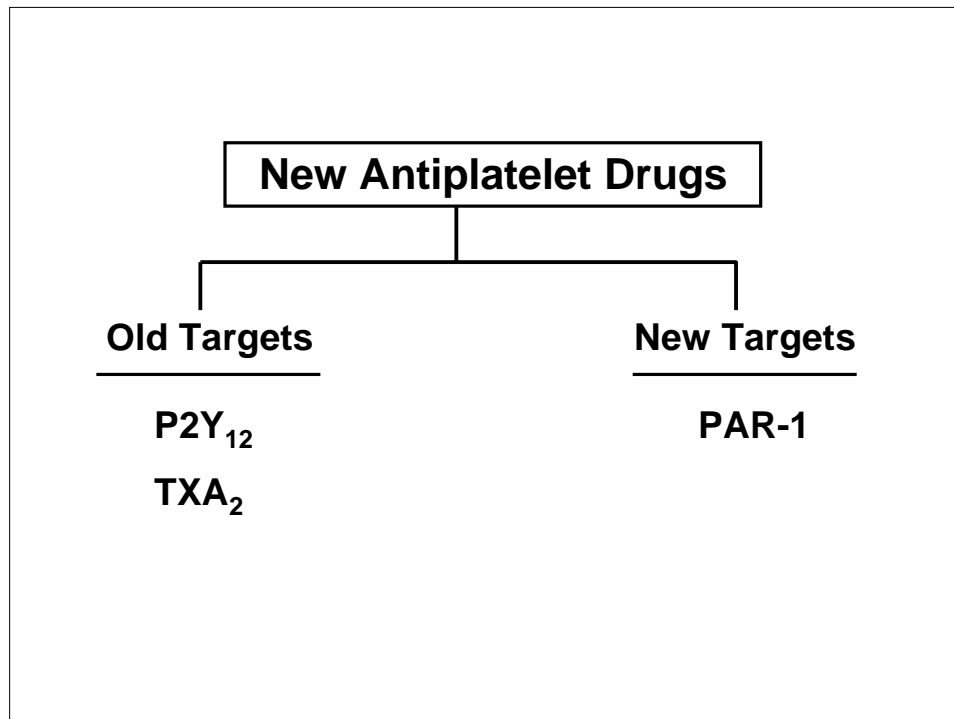 New Antiplatelet Drugs
Old Targets
P2Y₁₂
TXA₂
New Targets
PAR-1